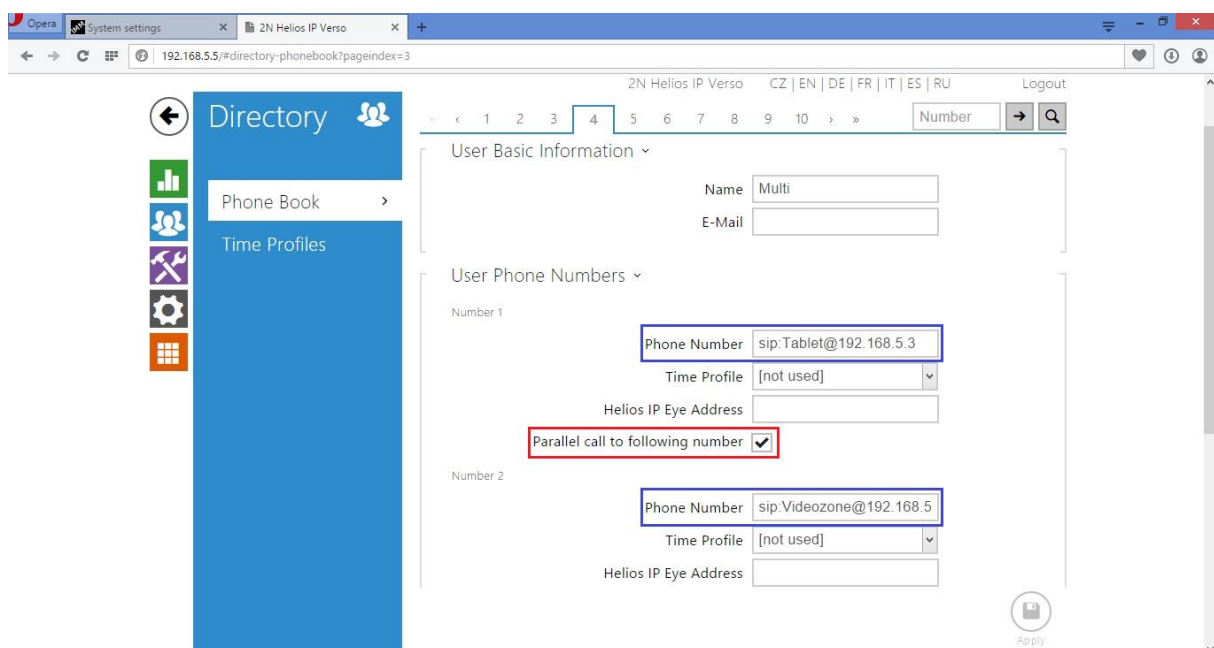 Opera System settings 2N Helios IP Verso
192.168.5.5/#directory-phonebook?pageindex=3
2N Helios IP Verso CZ | EN | DE | FR | IT | ES | RU Logout
Directory
« ‹ 1 2 3 4 5 6 7 8 9 10 › » Number
User Basic Information
Name Multi
Phone Book
E-Mail
Time Profiles
User Phone Numbers
Number 1
Phone Number sip:Tablet@192.168.5.3
Time Profile [not used]
Helios IP Eye Address
Parallel call to following number
Number 2
Phone Number sip:Videozone@192.168.5
Time Profile [not used]
Helios IP Eye Address
Apply